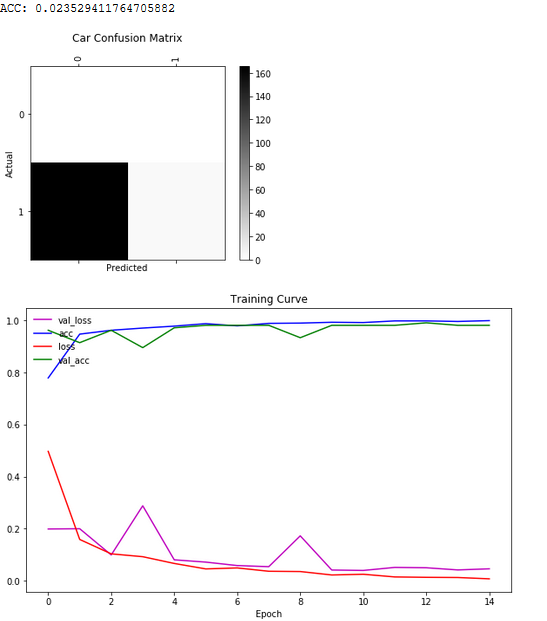 ACC: 0.023529411764705882
Car Confusion Matrix
0 1
160
140
120
100
80
60
40
20
0
0
1
Actual
Predicted
Training Curve
val_loss
acc
loss
val_acc
1.0
0.8
0.6
0.4
0.2
0.0
0 2 4 6 8 10 12 14
Epoch